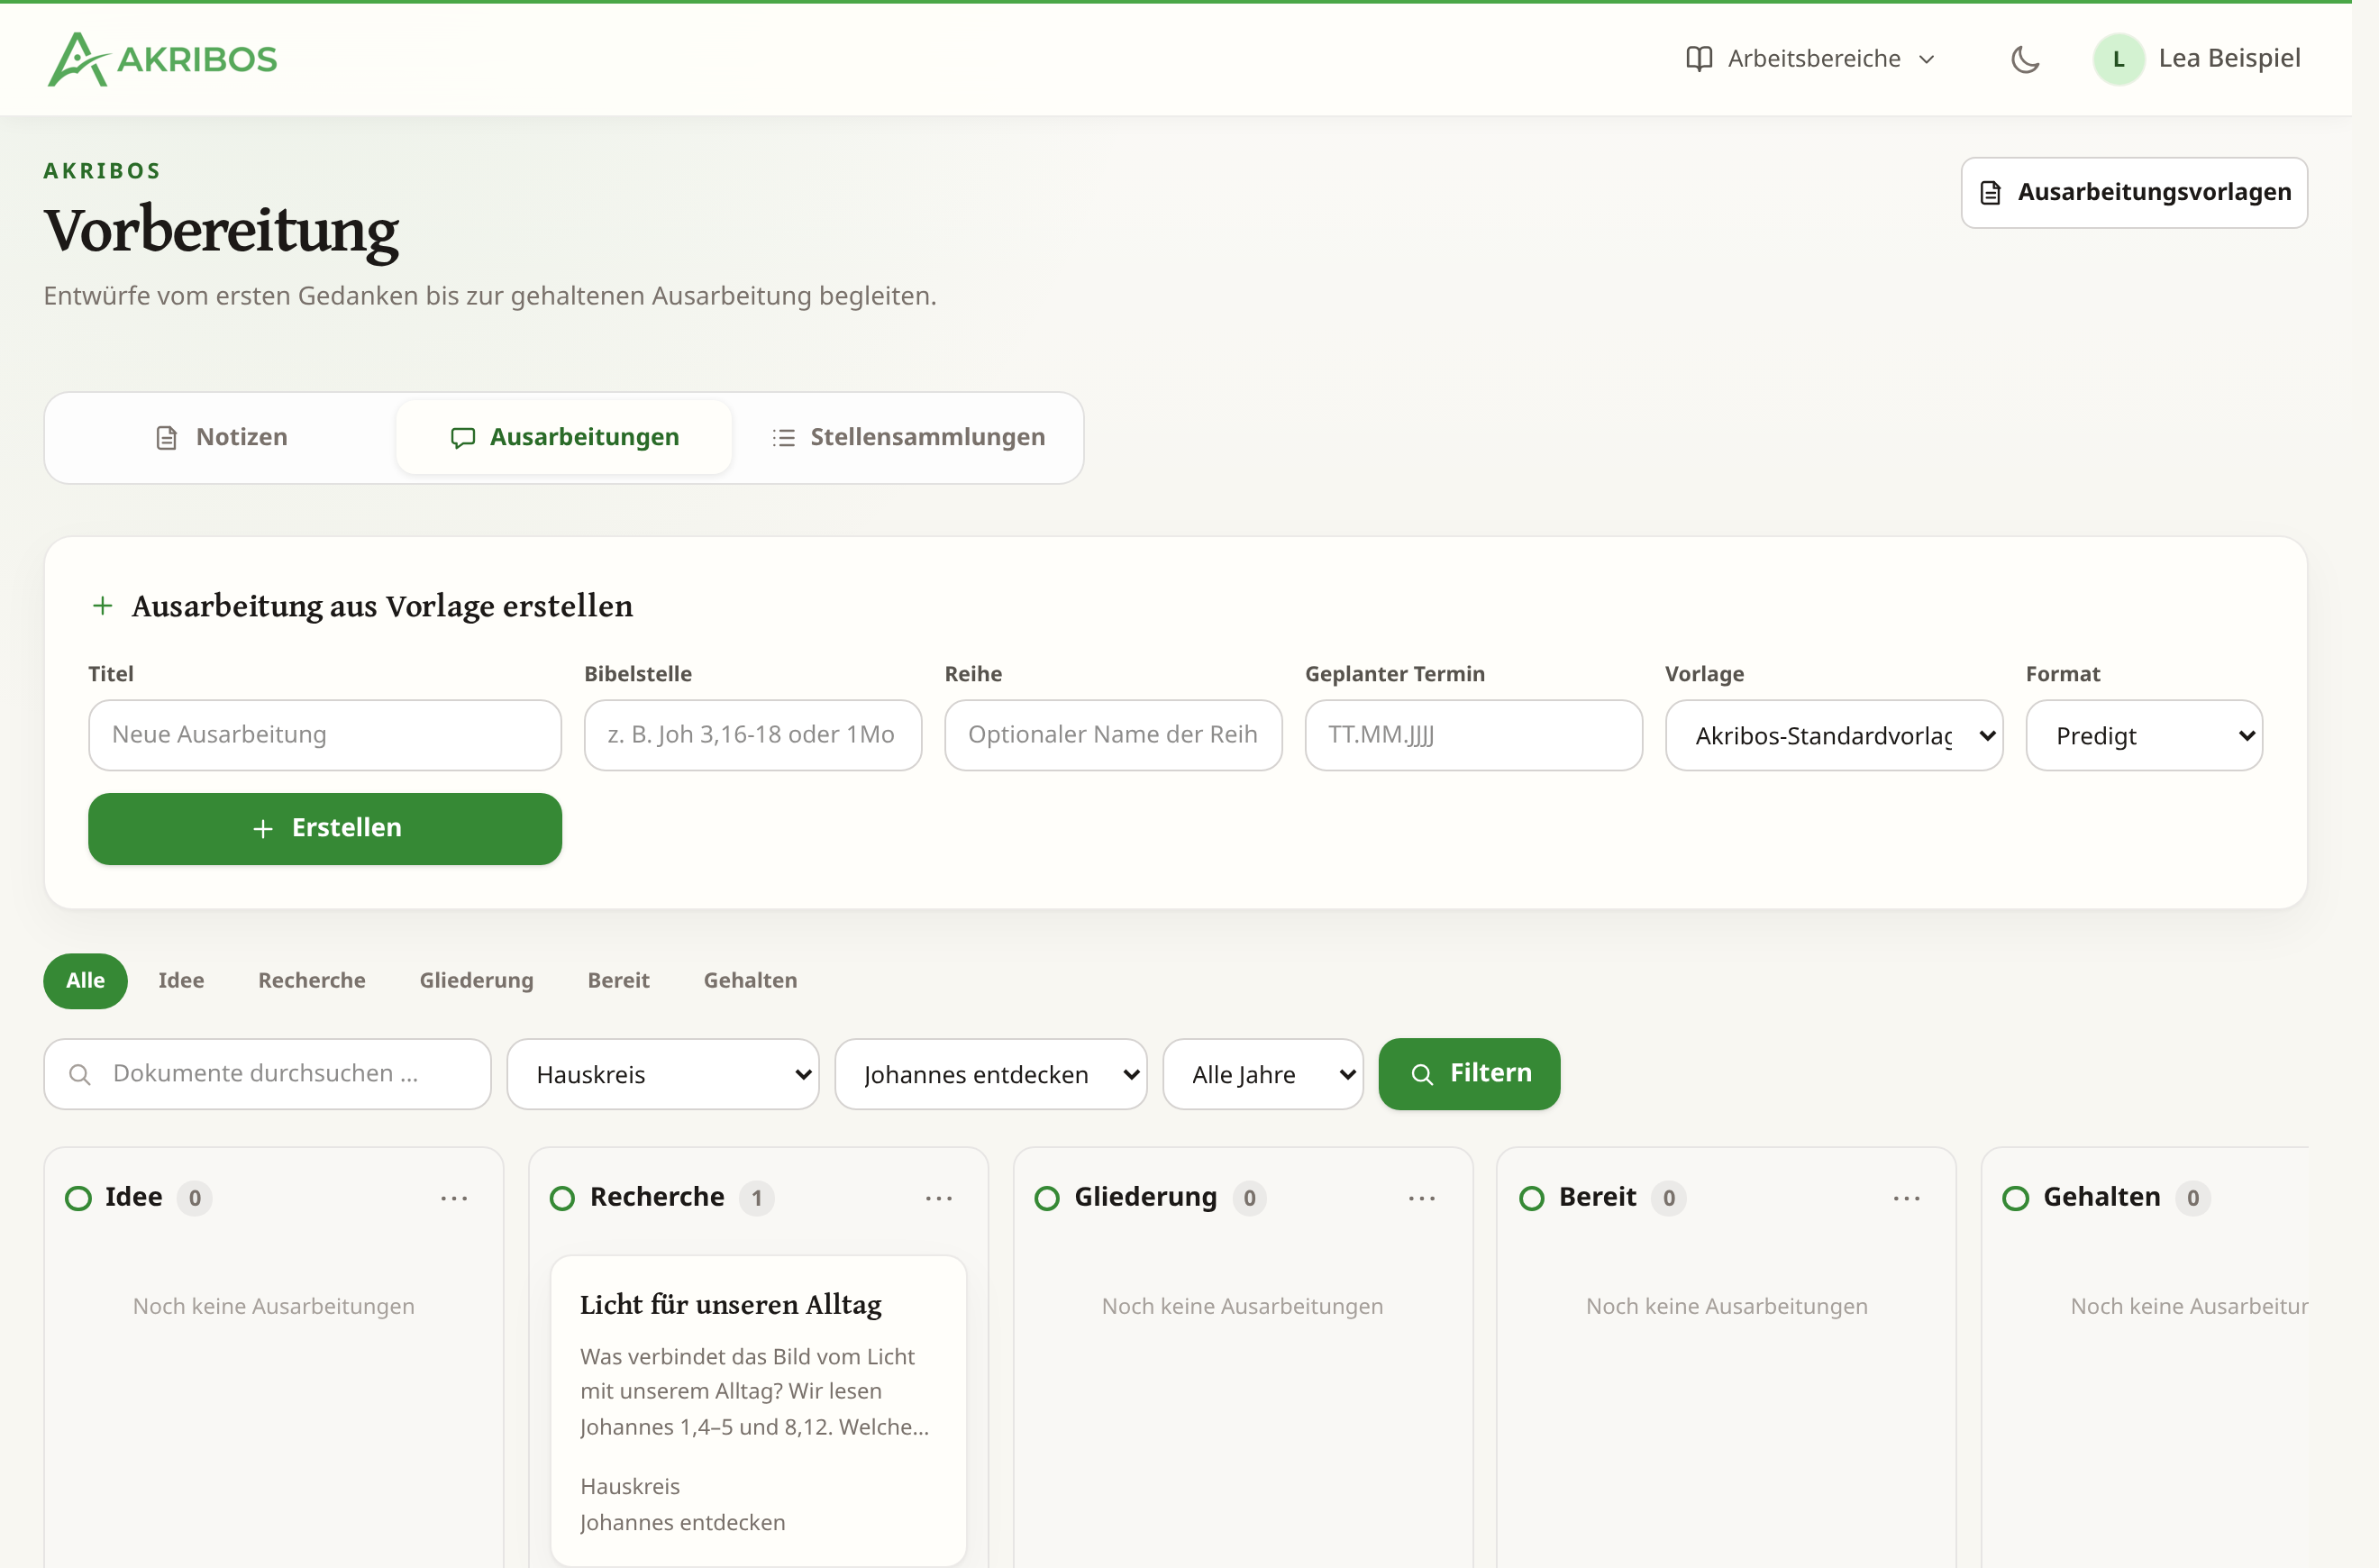 AKRIBOS
Arbeitsbereiche
L
Lea Beispiel
AKRIBOS
Vorbereitung
Entwürfe vom ersten Gedanken bis zur gehaltenen Ausarbeitung begleiten.
Ausarbeitungsvorlagen
Notizen
Ausarbeitungen
Stellensammlungen
+ Ausarbeitung aus Vorlage erstellen
Titel
Bibelstelle
Reihe
Geplanter Termin
Vorlage
Format
Neue Ausarbeitung
z. B. Joh 3,16-18 oder 1Mo
Optionaler Name der Reih
TT.MM.JJJJ
Akribos-Standardvorlag
Predigt
+ Erstellen
Alle
Idee
Recherche
Gliederung
Bereit
Gehalten
Dokumente durchsuchen ...
Hauskreis
Johannes entdecken
Alle Jahre
Filtern
Idee 0 ...
Recherche 1 ...
Gliederung 0 ...
Bereit 0 ...
Gehalten 0
Noch keine Ausarbeitungen
Licht für unseren Alltag
Was verbindet das Bild vom Licht
mit unserem Alltag? Wir lesen
Johannes 1,4–5 und 8,12. Welche...
Hauskreis
Johannes entdecken
Noch keine Ausarbeitungen
Noch keine Ausarbeitungen
Noch keine Ausarbeitur